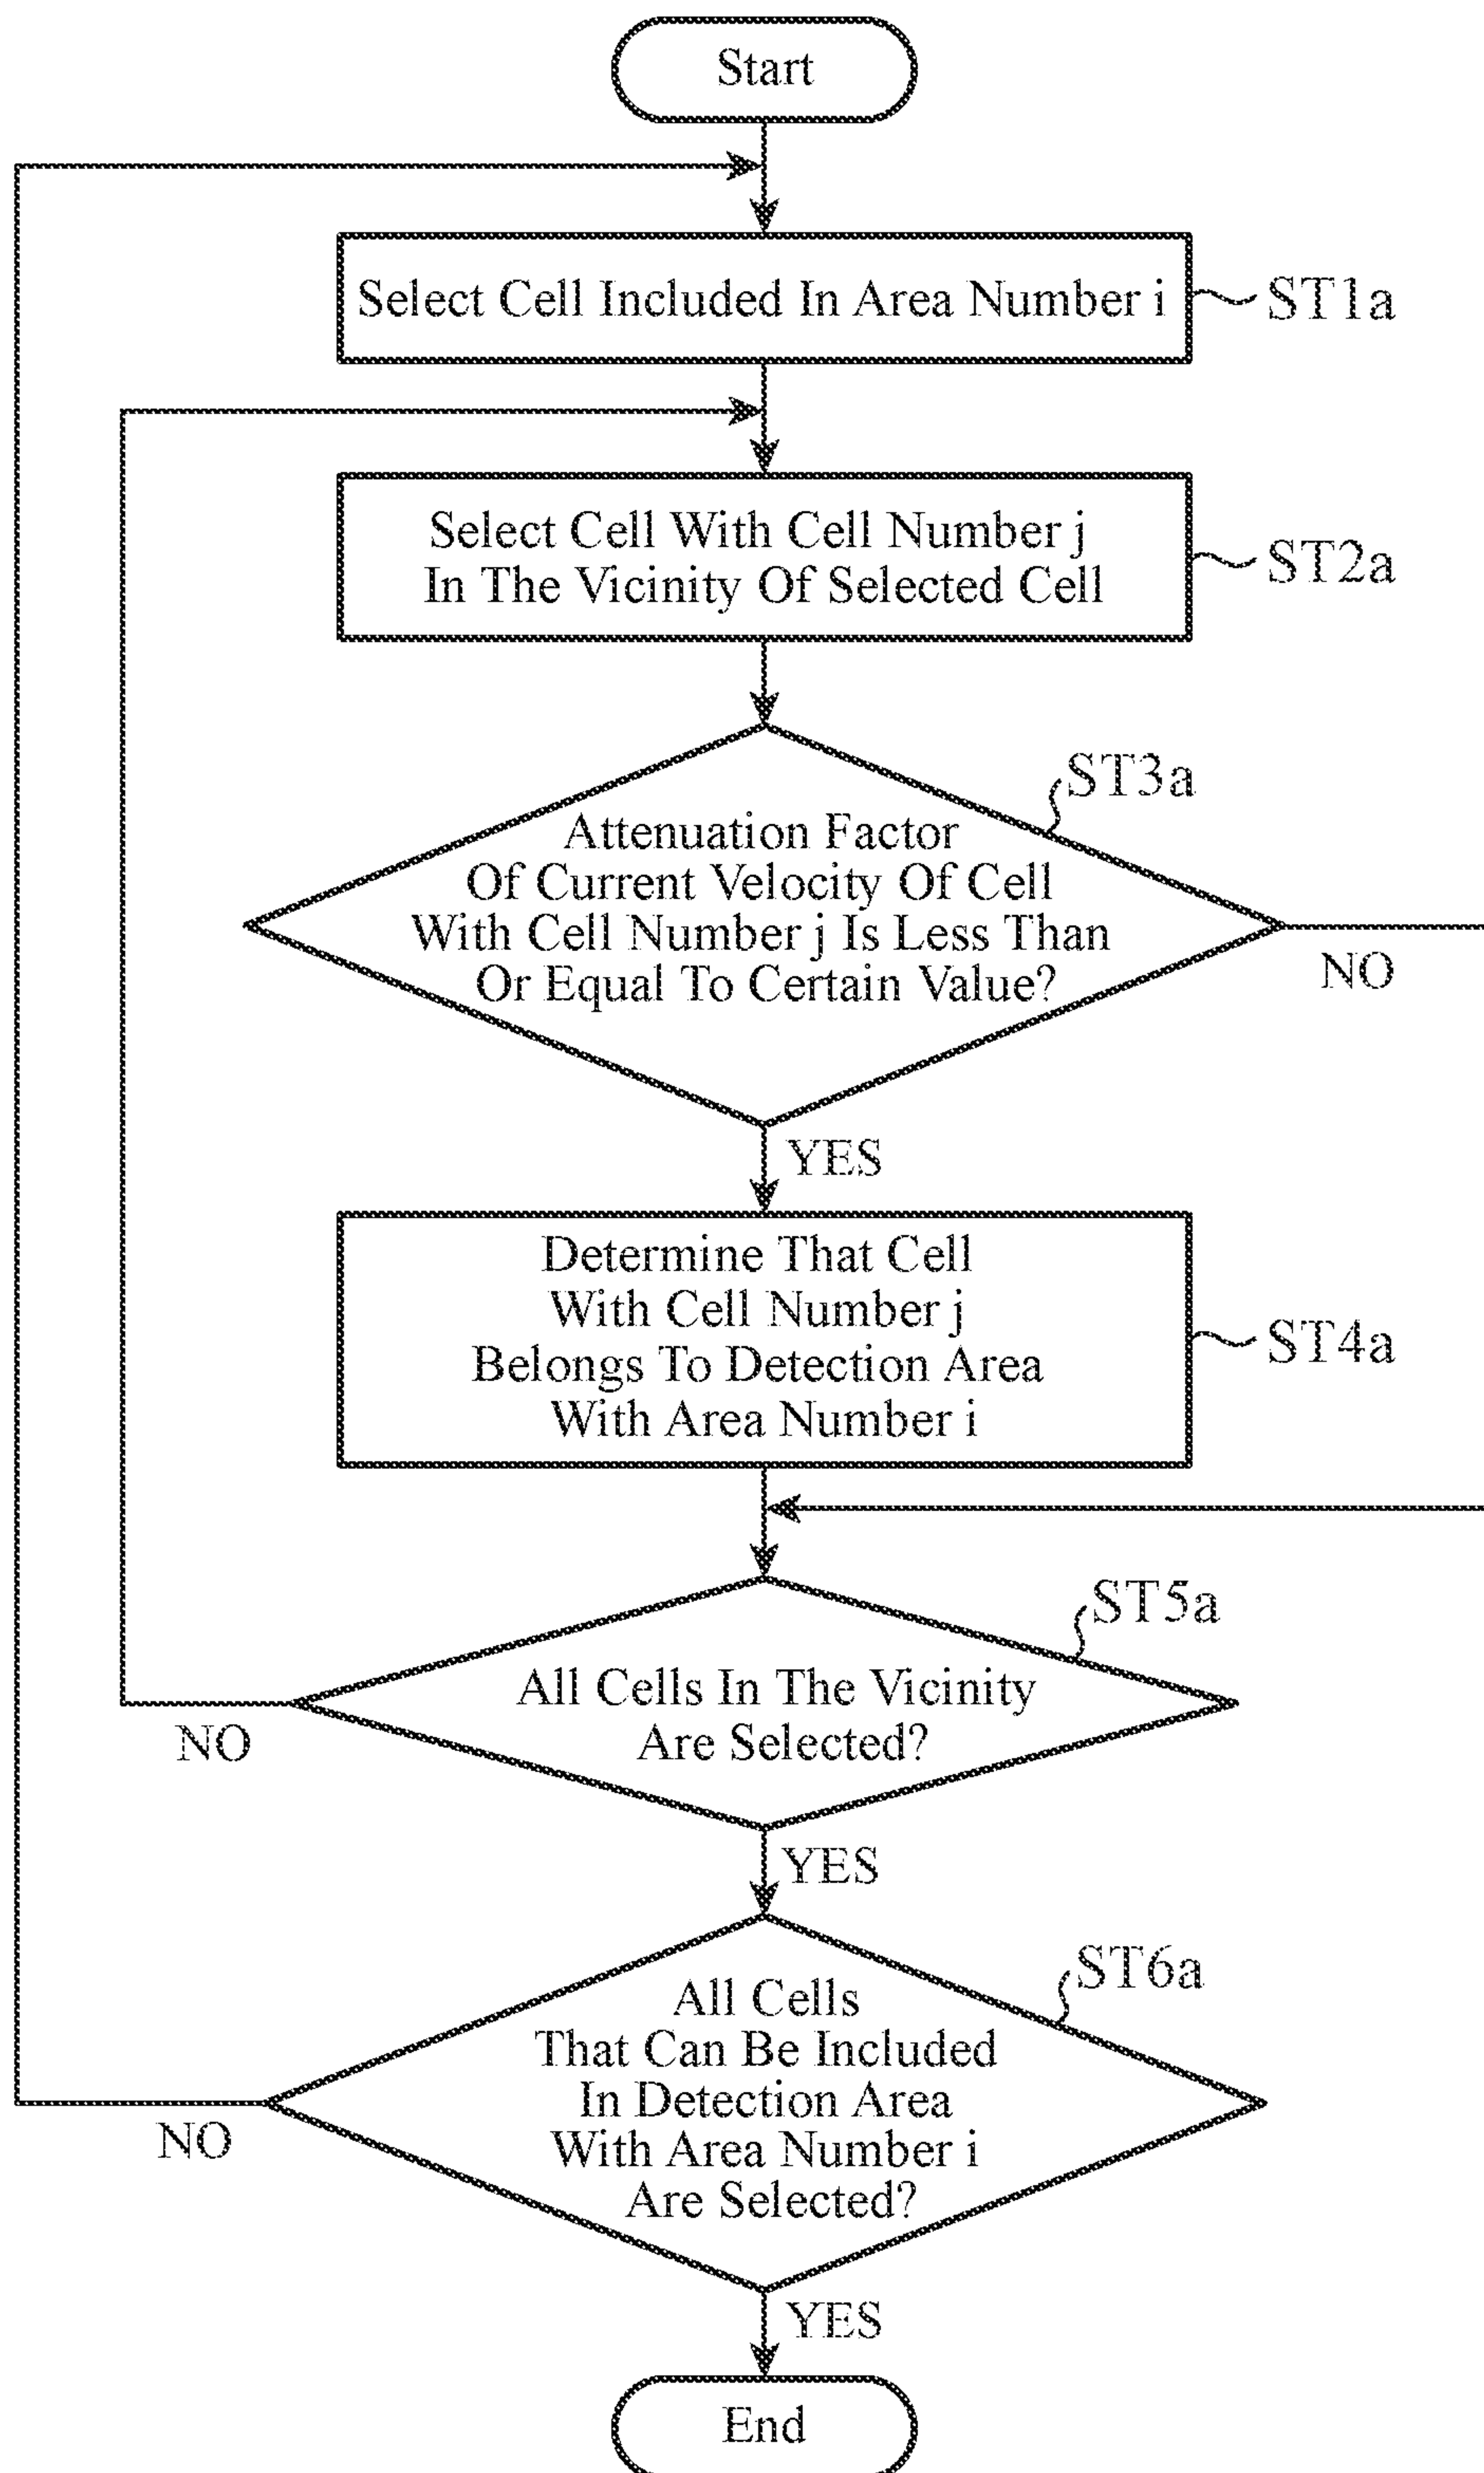 Start
Select Cell Included In Area Number i
ST1a
Select Cell With Cell Number j
In The Vicinity Of Selected Cell
ST2a
ST3a
Attenuation Factor
Of Current Velocity Of Cell
With Cell Number j Is Less Than
Or Equal To Certain Value?
NO
YES
Determine That Cell
With Cell Number j
Belongs To Detection Area
With Area Number i
ST4a
ST5a
All Cells In The Vicinity
Are Selected?
NO
YES
ST6a
All Cells
That Can Be Included
In Detection Area
With Area Number i
Are Selected?
NO
YES
End